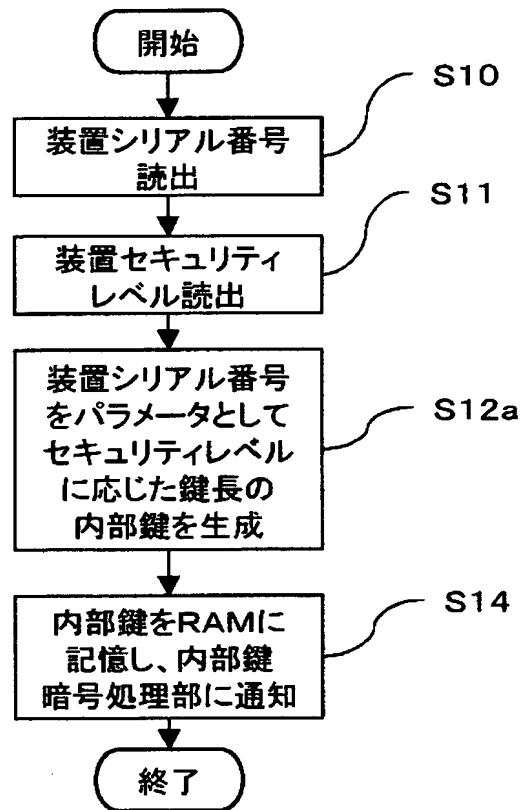 開始
S10
装置シリアル番号
読出
S11
装置セキュリティ
レベル読出
装置シリアル番号
をパラメータとして
セキュリティレベル
に応じた鍵長の
内部鍵を生成
S12a
内部鍵をRAMに
記憶し、内部鍵
暗号処理部に通知
S14
終了